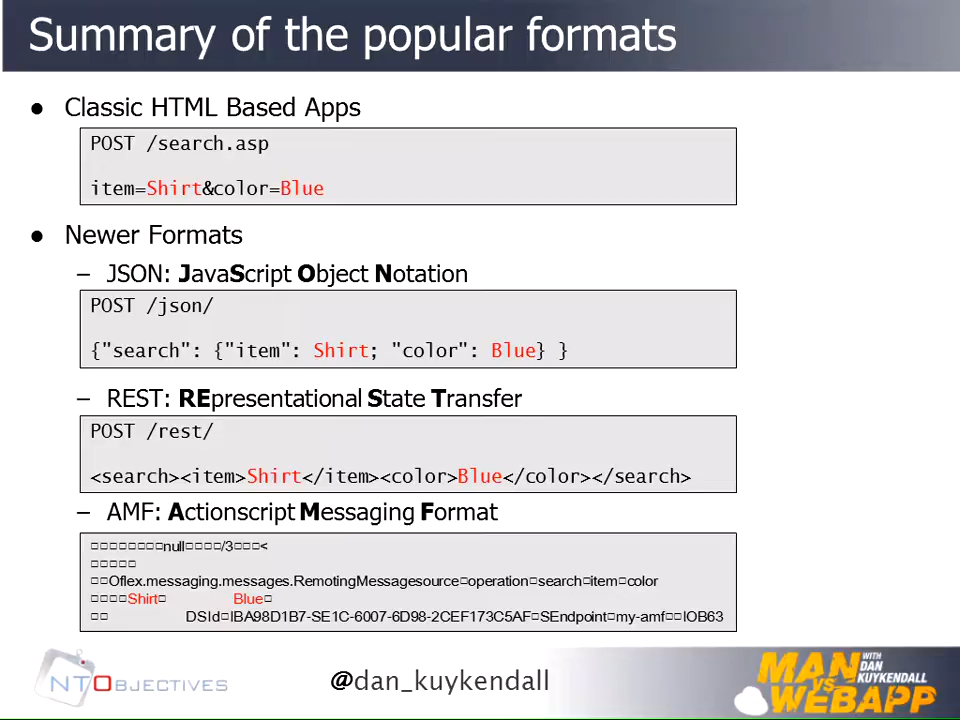 Summary of the popular formats
● Classic HTML Based Apps
POST /search.asp
item=Shirt&color=Blue
● Newer Formats
– JSON: JavaScript Object Notation
POST /json/
{"search": {"item": Shirt; "color": Blue} }
– REST: REpresentational State Transfer
POST /rest/
<search><item>Shirt</item><color>Blue</color></search>
– AMF: Actionscript Messaging Format
□□□□□□□□null□□□□/3□□□<
□□□□□
□□Oflex.messaging.messages.RemotingMessagesource□operation□search□item□color
□□□□Shirt□ Blue□
□□ DSId□IBA98D1B7-SE1C-6007-6D98-2CEF173C5AF□SEndpoint□my-amf□□IOB63
NTOBJECTIVES
@dan_kuykendall
MAN WITH DAN KUYKENDALL
VS
WEBAPP